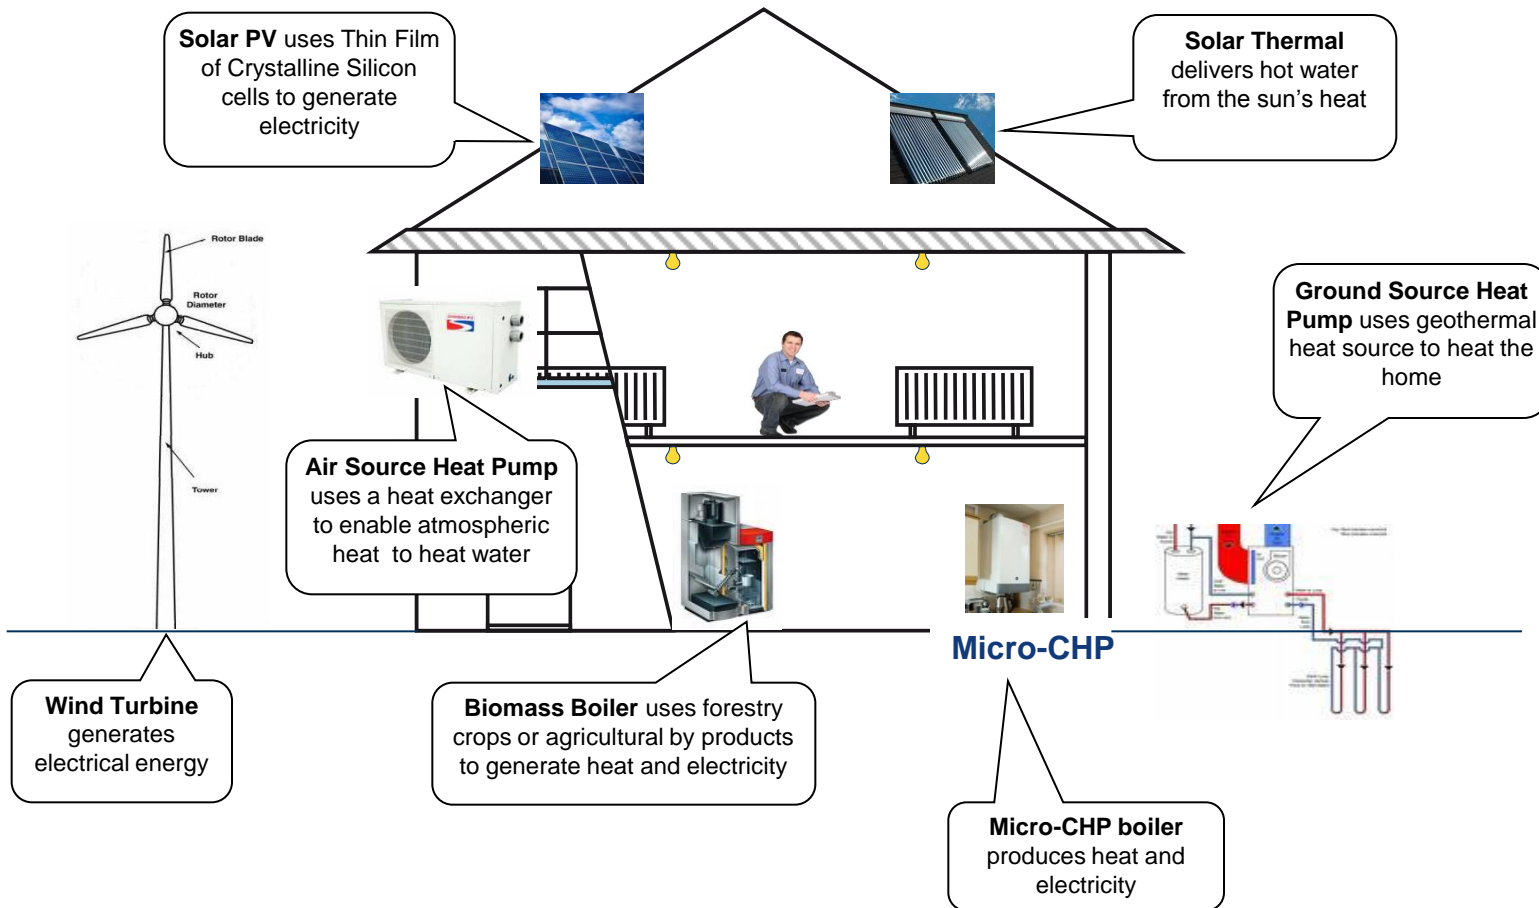 Solar PV uses Thin Film
of Crystalline Silicon
cells to generate
electricity
Solar Thermal
delivers hot water
from the sun’s heat
Rotor Blade
Rotor
Diameter
Hub
Tower
Ground Source Heat
Pump uses geothermal
heat source to heat the
home
Air Source Heat Pump
uses a heat exchanger
to enable atmospheric
heat to heat water
Micro-CHP
Wind Turbine
generates
electrical energy
Biomass Boiler uses forestry
crops or agricultural by products
to generate heat and electricity
Micro-CHP boiler
produces heat and
electricity